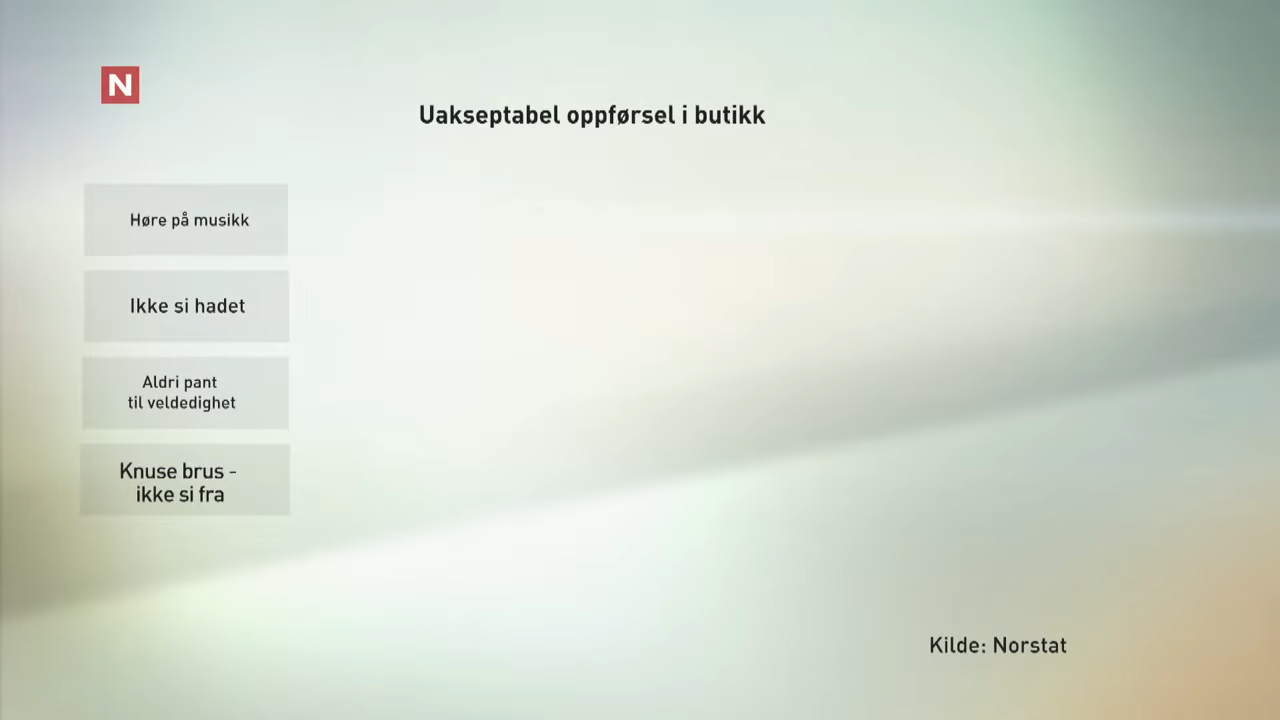 N
Uakseptabel oppførsel i butikk
Høre på musikk
Ikke si hadet
Aldri pant
til veldedighet
Knuse brus -
ikke si fra
Kilde: Norstat